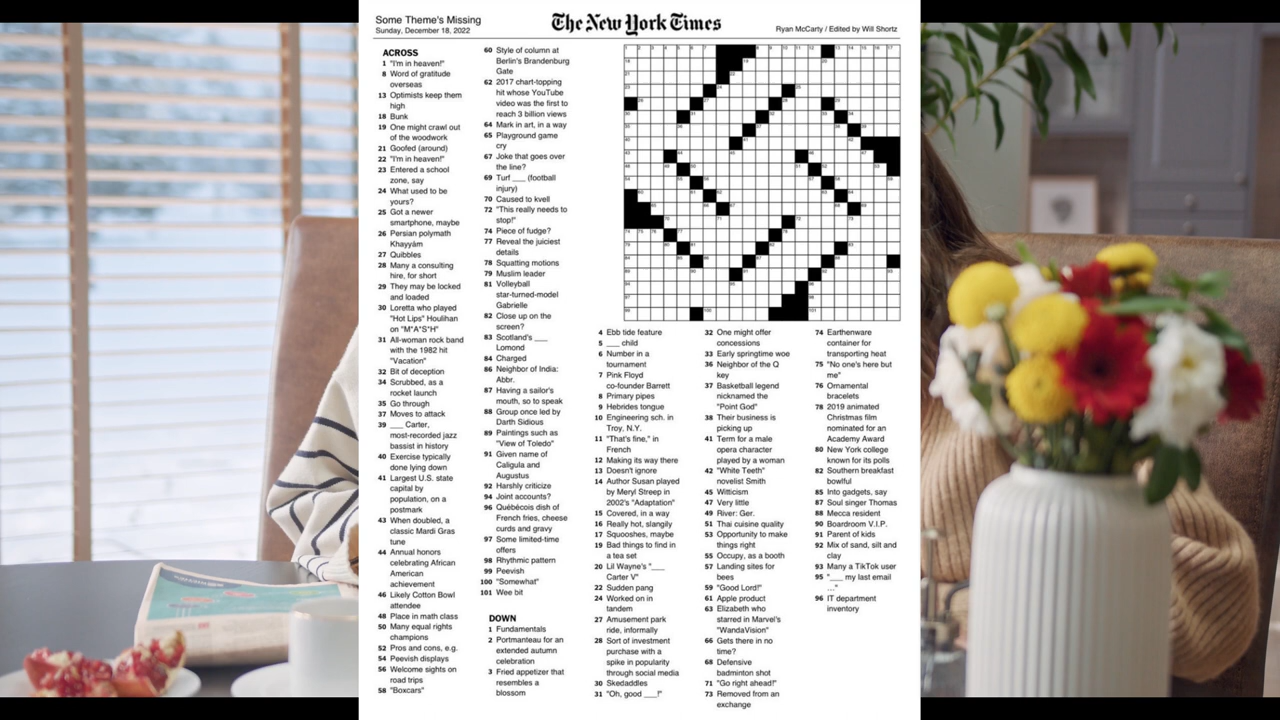 Some Theme's Missing
Sunday, December 18, 2022
The New York Times
Ryan McCarty / Edited by Will Shortz
ACROSS
1 "I'm in heaven!"
8 Word of gratitude
overseas
13 Optimists keep them
high
18 Bunk
19 One might crawl out
of the woodwork
21 Goofed (around)
22 "I'm in heaven!"
23 Entered a school
zone, say
24 What used to be
yours?
25 Got a newer
smartphone, maybe
26 Persian polymath
Khayyám
27 Quibbles
28 Many a consulting
hire, for short
29 They may be locked
and loaded
30 Loretta who played
"Hot Lips" Houlihan
on "M*A*S*H"
31 All-woman rock band
with the 1982 hit
"Vacation"
32 Bit of deception
34 Scrubbed, as a
rocket launch
35 Go through
37 Moves to attack
39 ___ Carter,
most-recorded jazz
bassist in history
40 Exercise typically
done lying down
41 Largest U.S. state
capital by
population, on a
postmark
43 When doubled, a
classic Mardi Gras
tune
44 Annual honors
celebrating African
American
achievement
46 Likely Cotton Bowl
attendee
48 Place in math class
50 Many equal rights
champions
52 Pros and cons, e.g.
54 Peevish displays
56 Welcome sights on
road trips
58 "Boxcars"
60 Style of column at
Berlin's Brandenburg
Gate
62 2017 chart-topping
hit whose YouTube
video was the first to
reach 3 billion views
64 Mark in art, in a way
65 Playground game
cry
67 Joke that goes over
the line?
69 Turf ___ (football
injury)
70 Caused to kvell
72 "This really needs to
stop!"
74 Piece of fudge?
77 Reveal the juiciest
details
78 Squatting motions
79 Muslim leader
81 Volleyball
star-turned-model
Gabrielle
82 Close up on the
screen?
83 Scotland's ___
Lomond
84 Charged
86 Neighbor of India:
Abbr.
87 Having a sailor's
mouth, so to speak
88 Group once led by
Darth Sidious
89 Paintings such as
"View of Toledo"
91 Given name of
Caligula and
Augustus
92 Harshly criticize
94 Joint accounts?
96 Québécois dish of
French fries, cheese
curds and gravy
97 Some limited-time
offers
98 Rhythmic pattern
99 Peevish
100 "Somewhat"
101 Wee bit
DOWN
1 Fundamentals
2 Portmanteau for an
extended autumn
celebration
3 Fried appetizer that
resembles a
blossom
4 Ebb tide feature
5 ___ child
6 Number in a
tournament
7 Pink Floyd
co-founder Barrett
8 Primary pipes
9 Hebrides tongue
10 Engineering sch. in
Troy, N.Y.
11 "That's fine," in
French
12 Making its way there
13 Doesn't ignore
14 Author Susan played
by Meryl Streep in
2002's "Adaptation"
15 Covered, in a way
16 Really hot, slangily
17 Squooshes, maybe
19 Bad things to find in
a tea set
20 Lil Wayne's "___
Carter V"
22 Sudden pang
24 Worked on in
tandem
27 Amusement park
ride, informally
28 Sort of investment
purchase with a
spike in popularity
through social media
30 Skedaddles
31 "Oh, good ___!"
32 One might offer
concessions
33 Early springtime woe
36 Neighbor of the Q
key
37 Basketball legend
nicknamed the
"Point God"
38 Their business is
picking up
41 Term for a male
opera character
played by a woman
42 "White Teeth"
novelist Smith
45 Witticism
47 Very little
49 River: Ger.
51 Thai cuisine quality
53 Opportunity to make
things right
55 Occupy, as a booth
57 Landing sites for
bees
59 "Good Lord!"
61 Apple product
63 Elizabeth who
starred in Marvel's
"WandaVision"
66 Gets there in no
time?
68 Defensive
badminton shot
71 "Go right ahead!"
73 Removed from an
exchange
74 Earthenware
container for
transporting heat
75 "No one's here but
me"
76 Ornamental
bracelets
78 2019 animated
Christmas film
nominated for an
Academy Award
80 New York college
known for its polls
82 Southern breakfast
bowlful
85 Into gadgets, say
87 Soul singer Thomas
88 Mecca resident
90 Boardroom V.I.P.
91 Parent of kids
92 Mix of sand, silt and
clay
93 Many a TikTok user
95 "___ my last email
..."
96 IT department
inventory